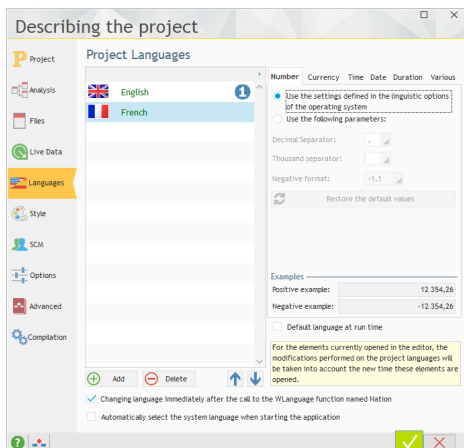 Describing the project
Project
Analysis
Files
Live Data
Languages
Style
SCM
Options
Advanced
Compilation
Project Languages
English
1
French
Add
Delete
Number Currency Time Date Duration Various
Use the settings defined in the linguistic options
of the operating system
Use the following parameters:
Decimal Separator:
,
Thousand separator:
Negative format:
-1.1
Restore the default values
Examples
Positive example:
12 354,26
Negative example:
-12 354,26
Default language at run time
For the elements currently opened in the editor, the
modifications performed on the project languages will
be taken into account the new time these elements are
opened.
Changing language immediately after the call to the WLanguage function named Nation
Automatically select the system language when starting the application
?